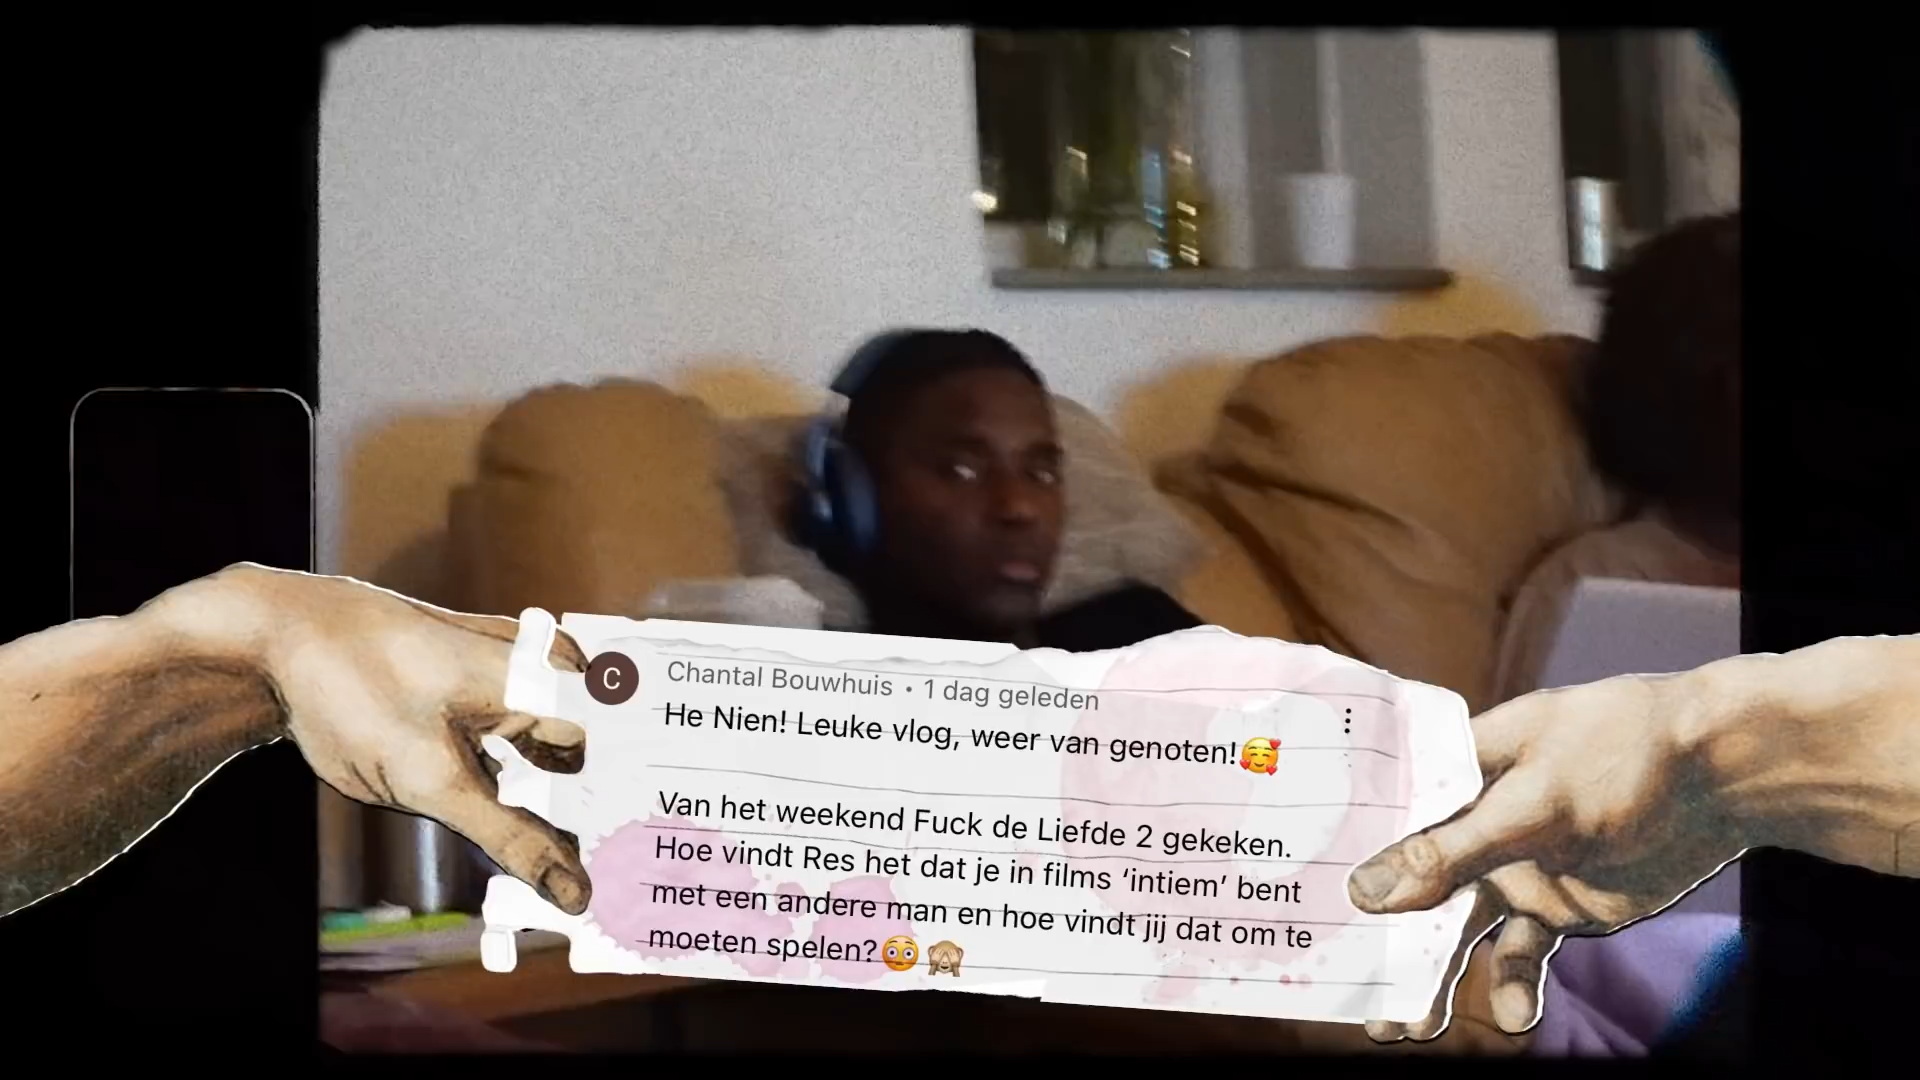 C
Chantal Bouwhuis • 1 dag geleden
He Nien! Leuke vlog, weer van genoten!🥰
Van het weekend Fuck de Liefde 2 gekeken.
Hoe vindt Res het dat je in films ‘intiem’ bent
met een andere man en hoe vindt jij dat om te
moeten spelen?😳🙈